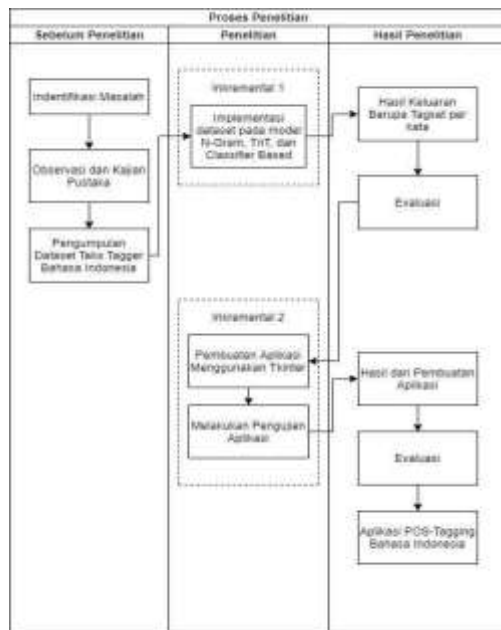 Proses Penelitian
Sebelum Penelitian
Penelitian
Hasil Penelitian
Indentifikasi Masalah
Observasi dan Kajian
Pustaka
Pengumpulan
Dataset Teks Tagger
Bahasa Indonesia
Inkremental 1
Implementasi
dataset pada model
N-Gram, TnT, dan
Classifier Based
Hasil Keluaran
Berupa Tagset per
kata
Evaluasi
Inkremental 2
Pembuatan Aplikasi
Menggunakan Tkinter
Melakukan Pengujian
Aplikasi
Hasil dari Pembuatan
Aplikasi
Evaluasi
Aplikasi POS-Tagging
Bahasa Indonesia